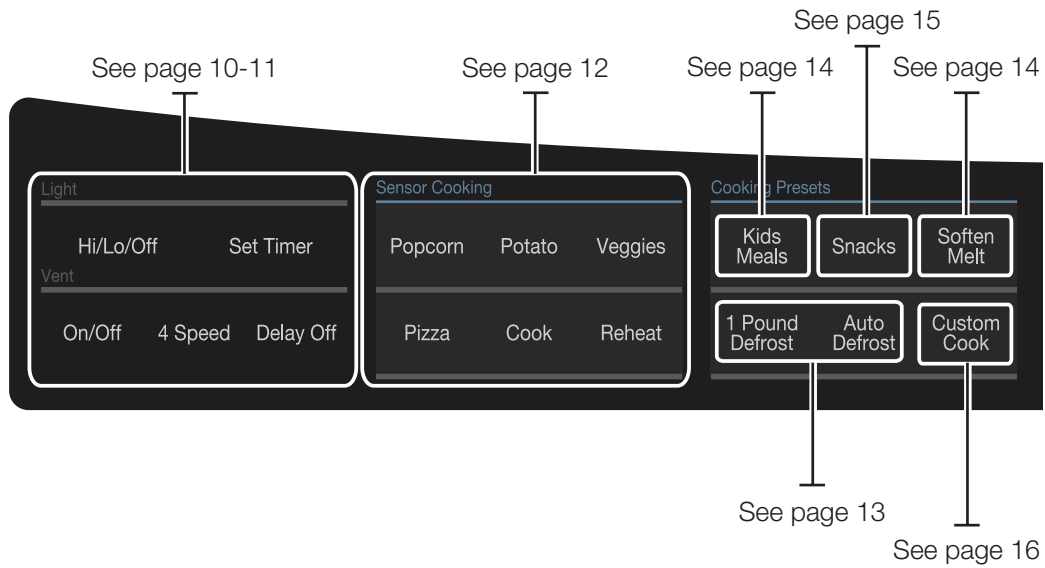 See page 15
See page 10-11
See page 12
See page 14
See page 14
Light
Sensor Cooking
Cooking Presets
Hi/Lo/Off
Set Timer
Popcorn
Potato
Veggies
Kids
Meals
Snacks
Soften
Melt
Vent
On/Off
4 Speed
Delay Off
Pizza
Cook
Reheat
1 Pound
Defrost
Auto
Defrost
Custom
Cook
See page 13
See page 16